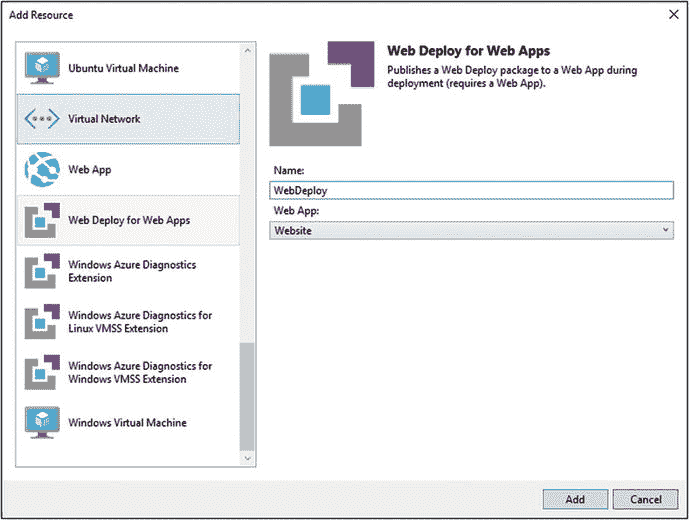 Add Resource
Ubuntu Virtual Machine
Virtual Network
Web App
Web Deploy for Web Apps
Windows Azure Diagnostics
Extension
Windows Azure Diagnostics for
Linux VMSS Extension
Windows Azure Diagnostics for
Windows VMSS Extension
Windows Virtual Machine
Web Deploy for Web Apps
Publishes a Web Deploy package to a Web App during
deployment (requires a Web App).
Name:
WebDeploy
Web App:
Website
Add
Cancel